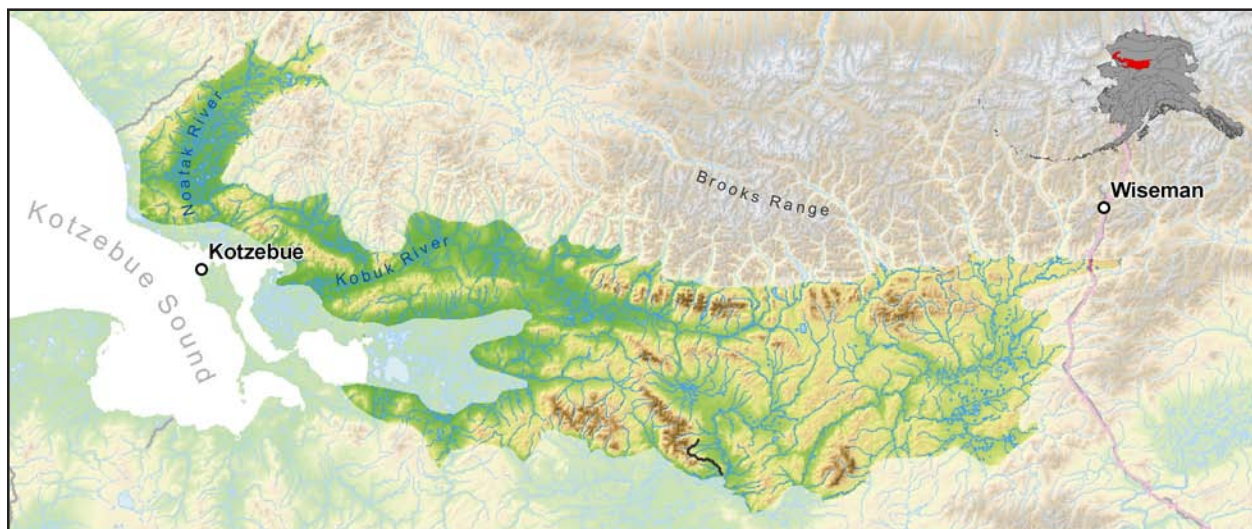 Noatak River
Brooks Range
Wiseman
Kotzebue Sound
Kotzebue
Kobuk River